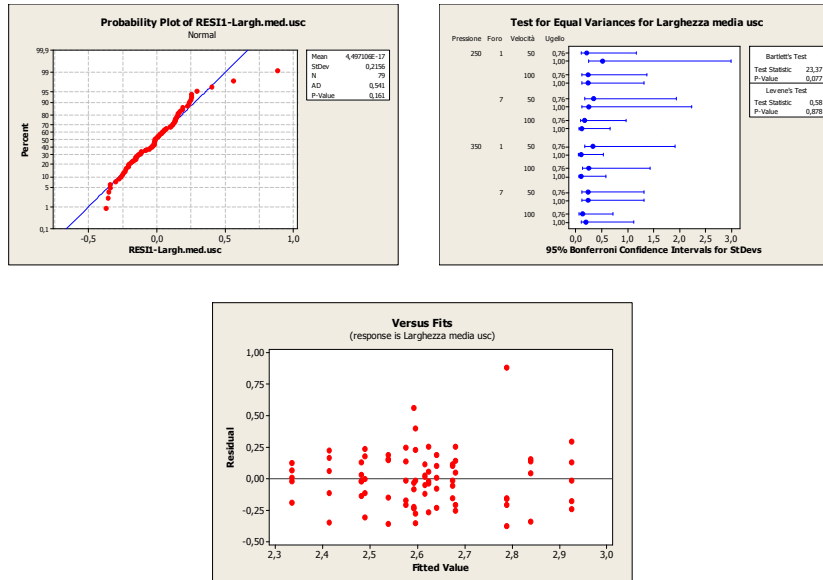 Probability Plot of RESI1-Largh.med.usc
Normal
99,9
99
95
90
80
70
60
50
40
30
20
10
5
1
0,1
Percent
-0,5 0,0 0,5 1,0
RESI1-Largh.med.usc
Mean 4,497106E-17
StDev 0,2156
N 79
AD 0,541
P-Value 0,161
Test for Equal Variances for Larghezza media usc
Pressione Foro Velocità Ugello
250 1 50 0,76
1,00
100 0,76
1,00
7 50 0,76
1,00
100 0,76
1,00
350 1 50 0,76
1,00
100 0,76
1,00
7 50 0,76
1,00
100 0,76
1,00
0,0 0,5 1,0 1,5 2,0 2,5 3,0
95% Bonferroni Confidence Intervals for StDevs
Bartlett's Test
Test Statistic 23,37
P-Value 0,077
Levene's Test
Test Statistic 0,58
P-Value 0,878
Versus Fits
(response is Larghezza media usc)
1,00
0,75
0,50
0,25
0,00
-0,25
-0,50
Residual
2,3 2,4 2,5 2,6 2,7 2,8 2,9 3,0
Fitted Value